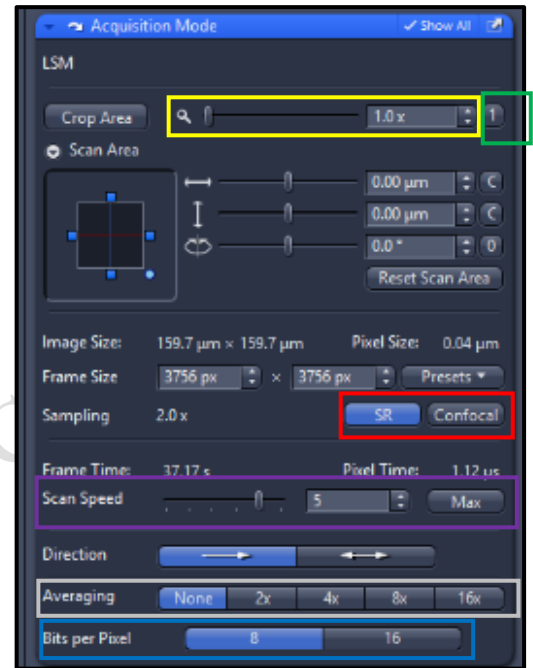 Acquisition Mode Show All
LSM
Crop Area 1.0 x 1
Scan Area
0.00 µm C
0.00 µm C
0.0 ° 0
Reset Scan Area
Image Size: 159.7 µm × 159.7 µm Pixel Size: 0.04 µm
Frame Size 3756 px × 3756 px Presets
Sampling 2.0 x SR Confocal
Frame Time: 37.17 s Pixel Time: 1.12 µs
Scan Speed 5 Max
Direction
Averaging None 2x 4x 8x 16x
Bits per Pixel 8 16